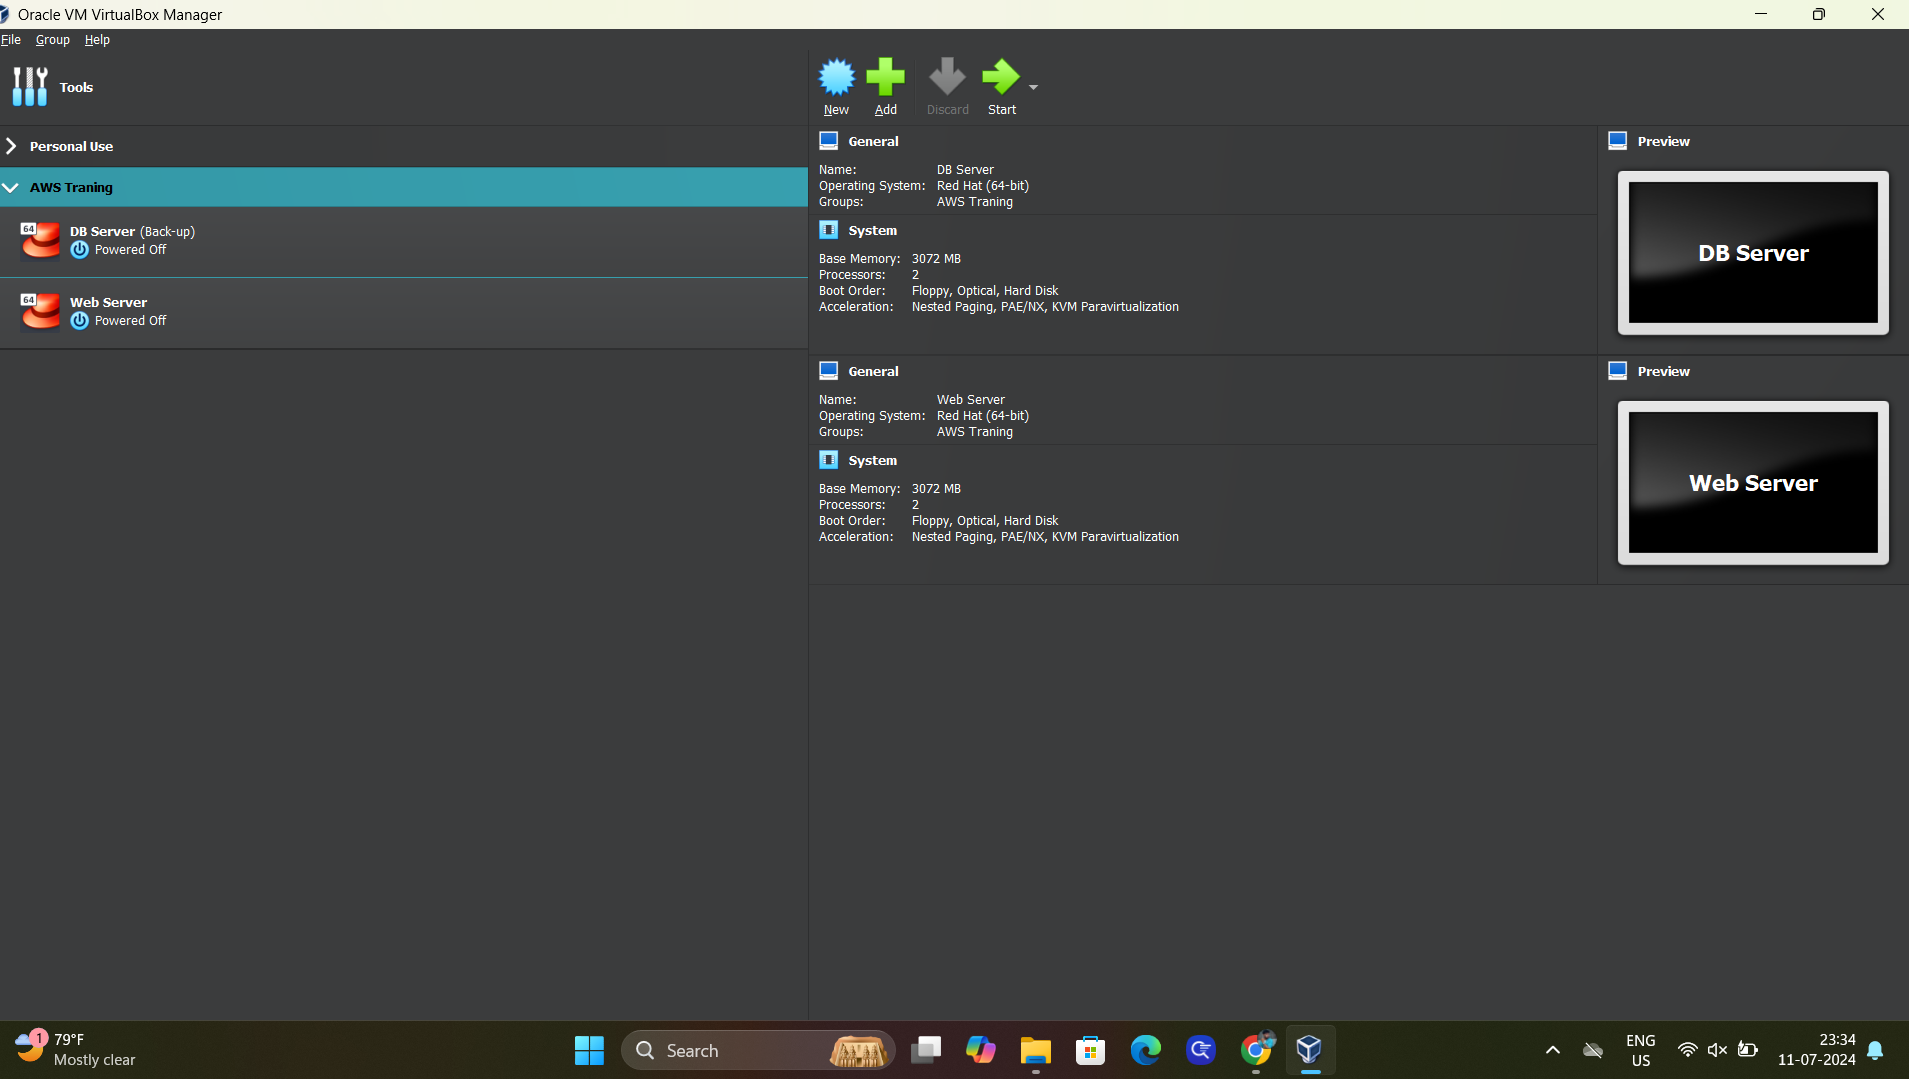 Oracle VM VirtualBox Manager
File Group Help
Tools
New Add Discard Start
Personal Use
AWS Traning
64
DB Server (Back-up)
Powered Off
64
Web Server
Powered Off
General
Name: DB Server
Operating System: Red Hat (64-bit)
Groups: AWS Traning
System
Base Memory: 3072 MB
Processors: 2
Boot Order: Floppy, Optical, Hard Disk
Acceleration: Nested Paging, PAE/NX, KVM Paravirtualization
Preview
DB Server
General
Name: Web Server
Operating System: Red Hat (64-bit)
Groups: AWS Traning
System
Base Memory: 3072 MB
Processors: 2
Boot Order: Floppy, Optical, Hard Disk
Acceleration: Nested Paging, PAE/NX, KVM Paravirtualization
Preview
Web Server
1
79°F
Mostly clear
Search
ENG
US
23:34
11-07-2024